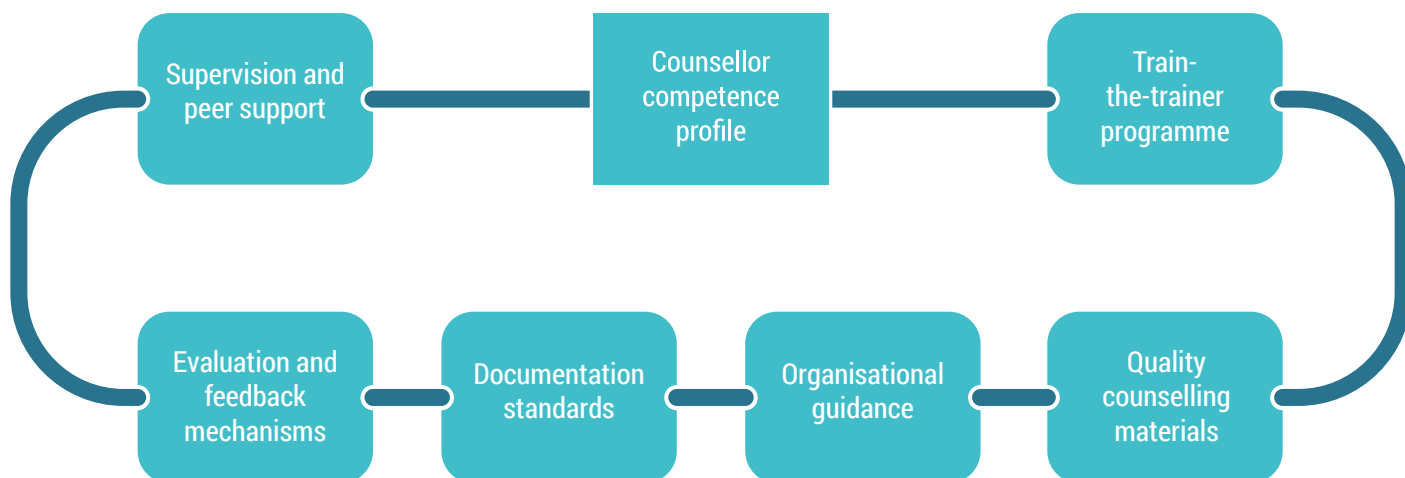 Supervision and
peer support
Counsellor
competence
profile
Train-
the-trainer
programme
Evaluation and
feedback
mechanisms
Documentation
standards
Organisational
guidance
Quality
counselling
materials